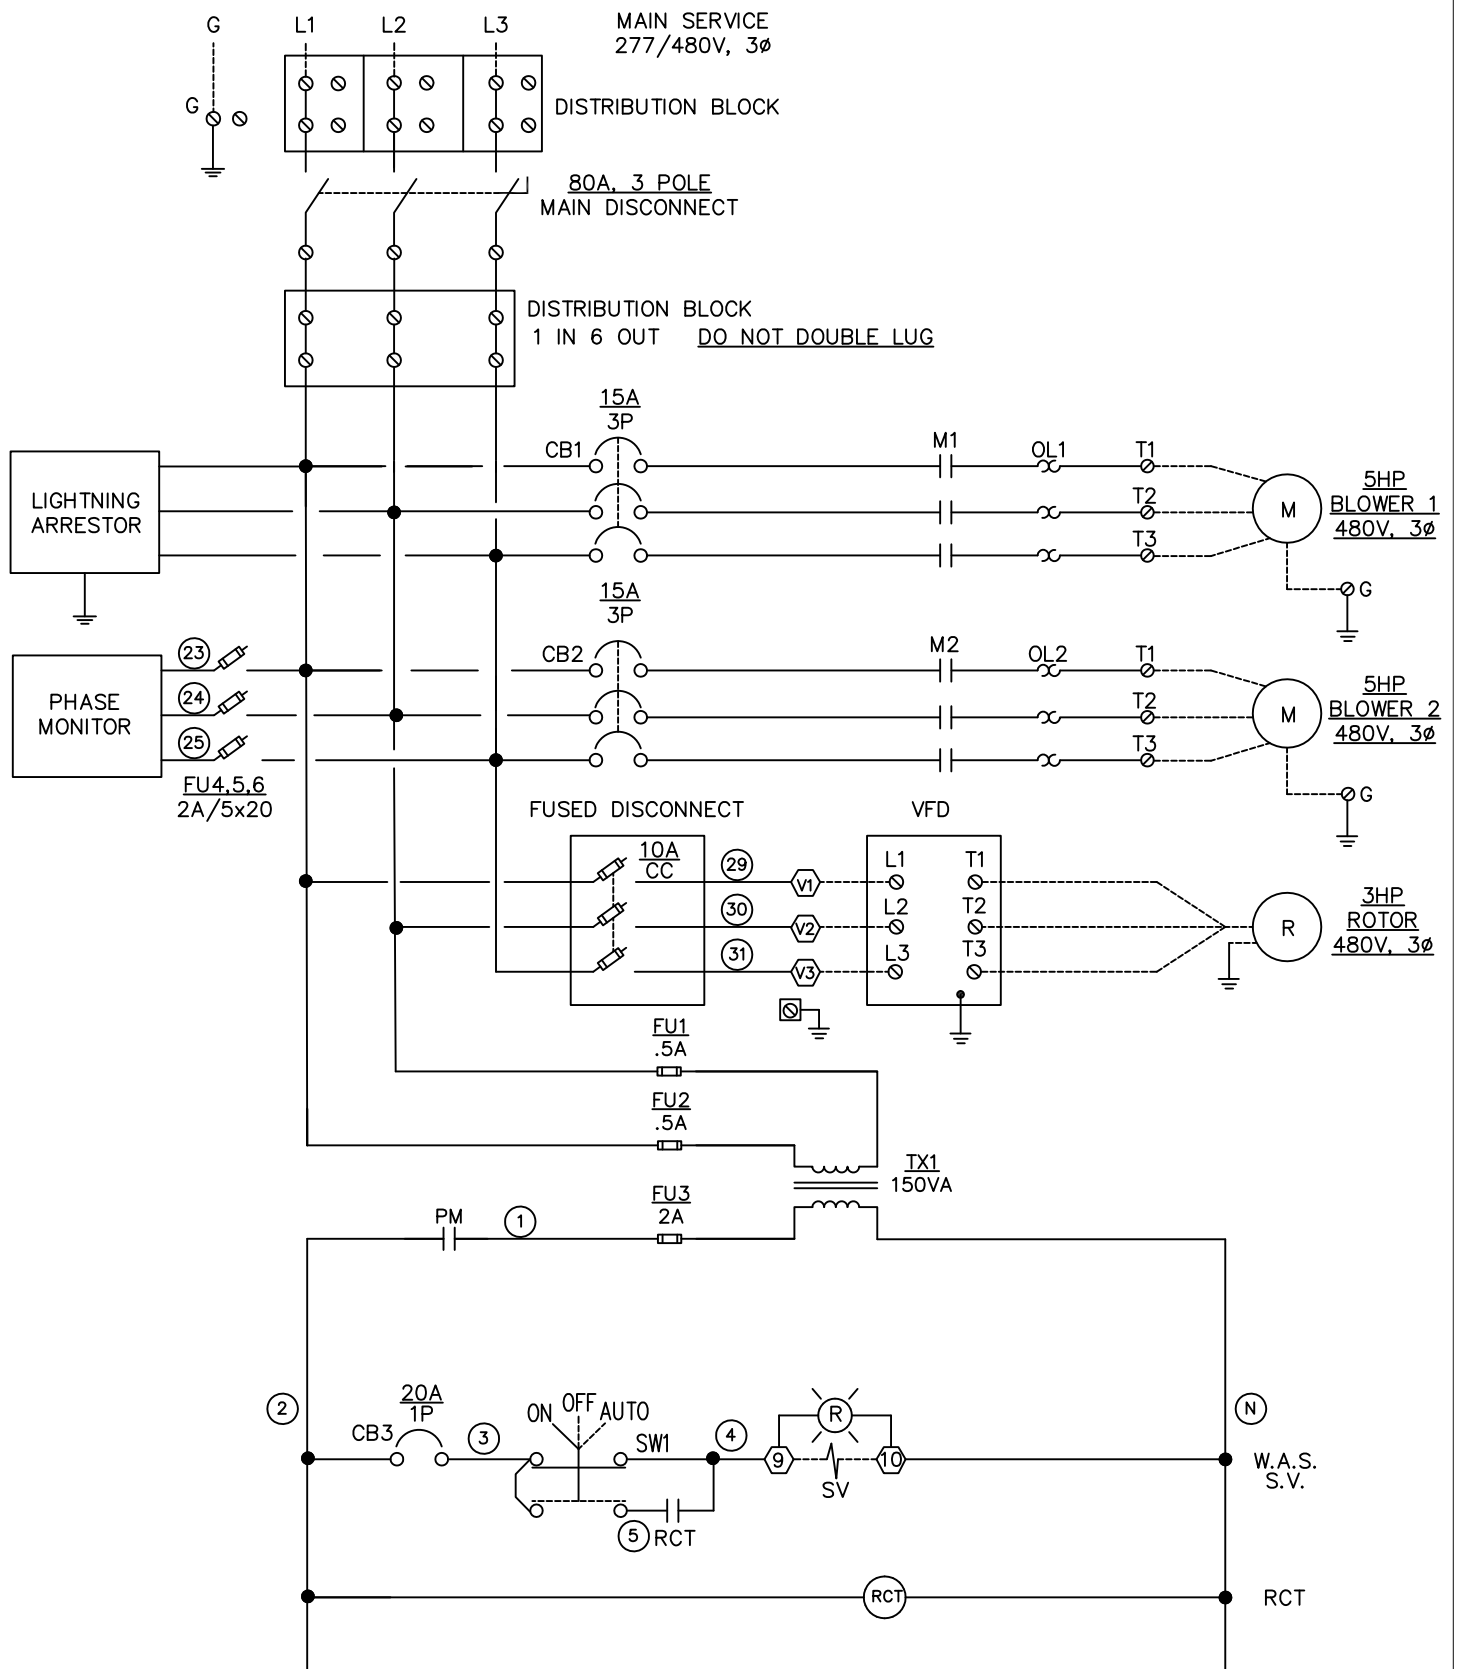 G
L1
L2
L3
MAIN SERVICE
277/480V, 3ø
G
DISTRIBUTION BLOCK
80A, 3 POLE
MAIN DISCONNECT
DISTRIBUTION BLOCK
1 IN 6 OUT DO NOT DOUBLE LUG
15A
3P
CB1
M1
OL1
T1
T2
T3
LIGHTNING
ARRESTOR
M
5HP
BLOWER 1
480V, 3ø
G
15A
3P
CB2
M2
OL2
T1
T2
T3
23
24
25
PHASE
MONITOR
FU4,5,6
2A/5x20
M
5HP
BLOWER 2
480V, 3ø
G
FUSED DISCONNECT
VFD
10A
CC
29
30
31
V1
V2
V3
L1
L2
L3
T1
T2
T3
R
3HP
ROTOR
480V, 3ø
FU1
.5A
FU2
.5A
TX1
150VA
FU3
2A
PM
1
2
N
20A
1P
CB3
3
ON
OFF
AUTO
SW1
4
R
9
10
SV
W.A.S.
S.V.
5
RCT
RCT
RCT